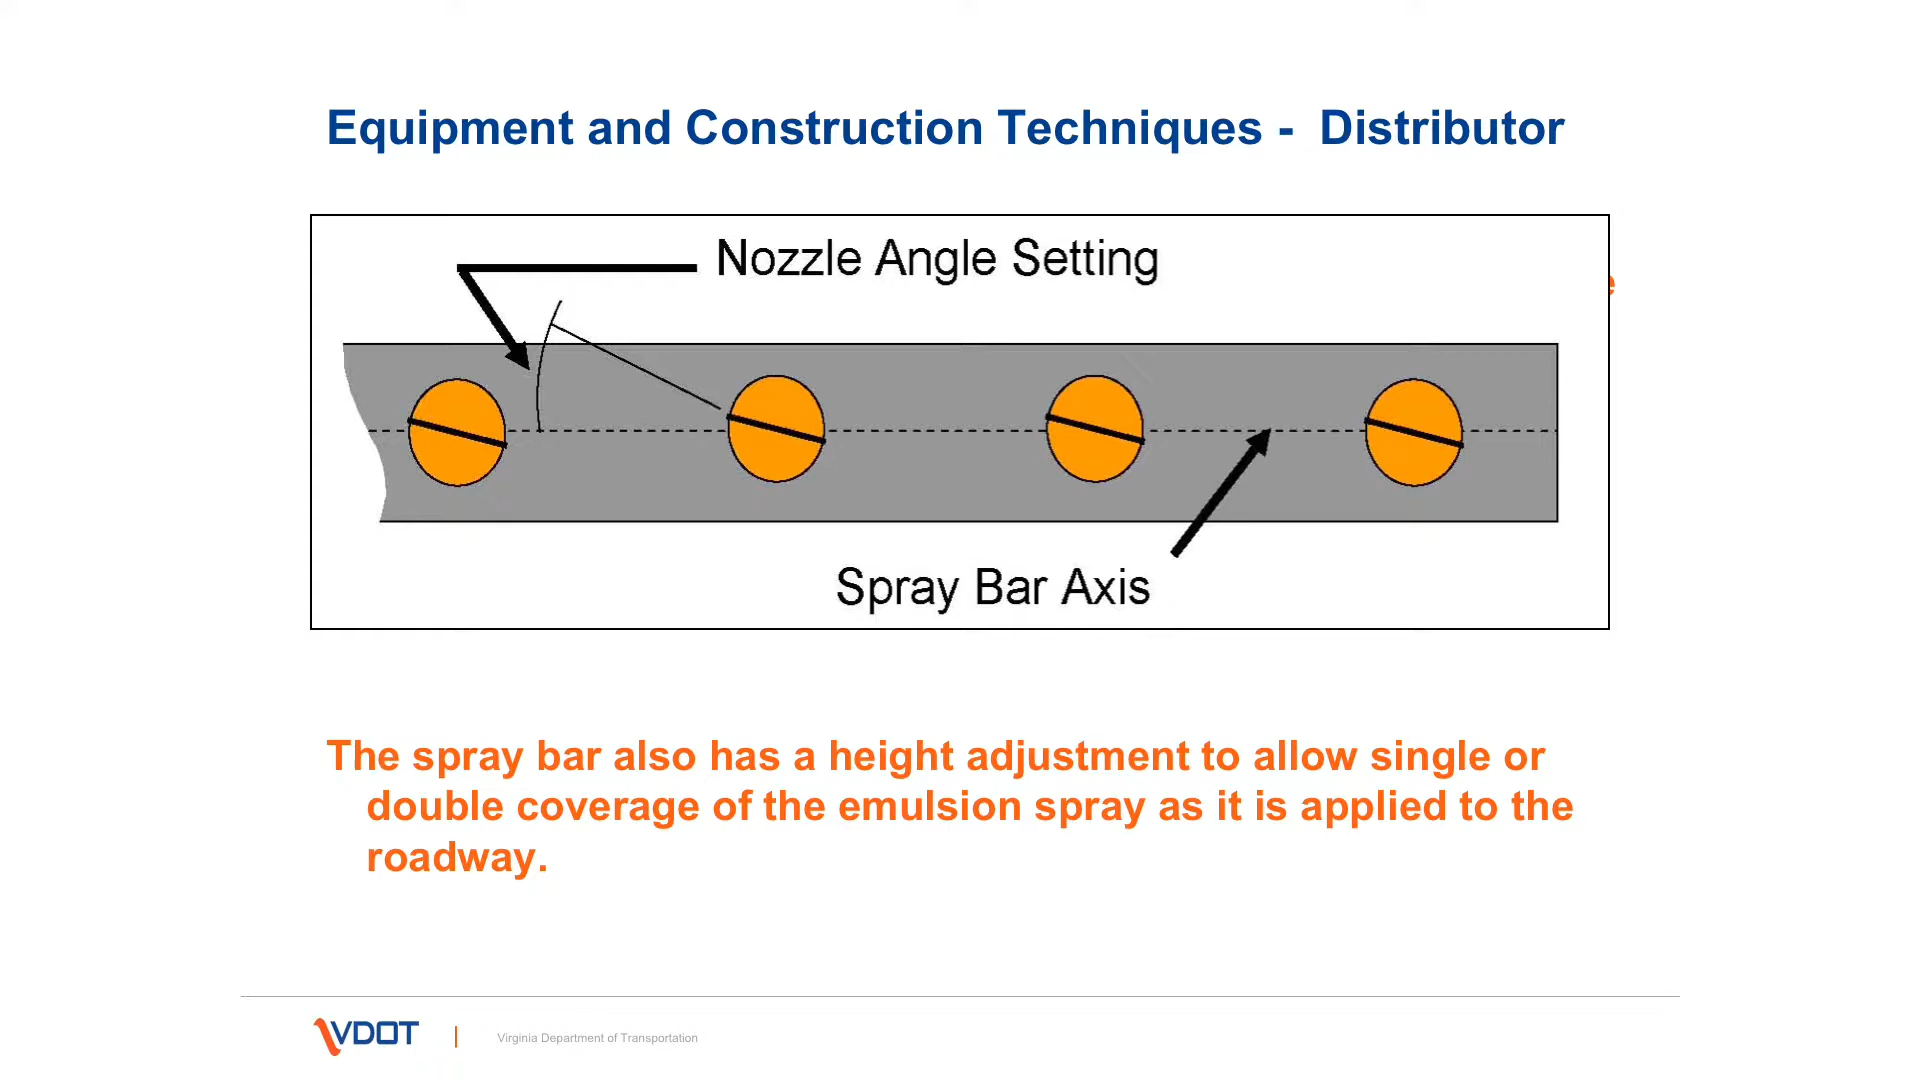 Equipment and Construction Techniques - Distributor
Nozzle Angle Setting
Spray Bar Axis
The spray bar also has a height adjustment to allow single or
double coverage of the emulsion spray as it is applied to the
roadway.
VDOT
Virginia Department of Transportation